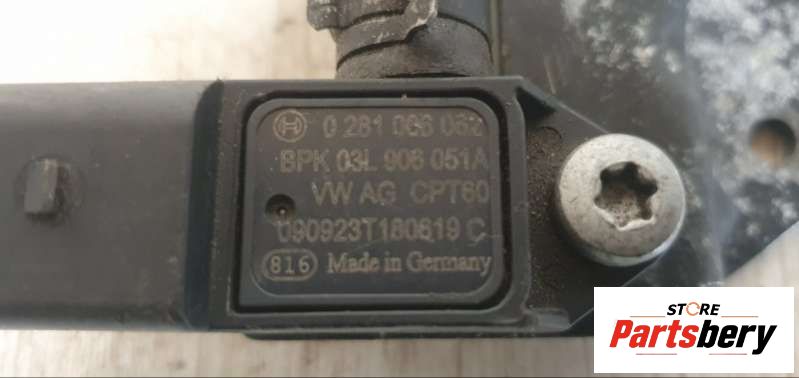 0 281 006 082
BPK 03L 906 051A
VW AG CPT60
090923T180619 C
816 Made in Germany
STORE
Partsbery